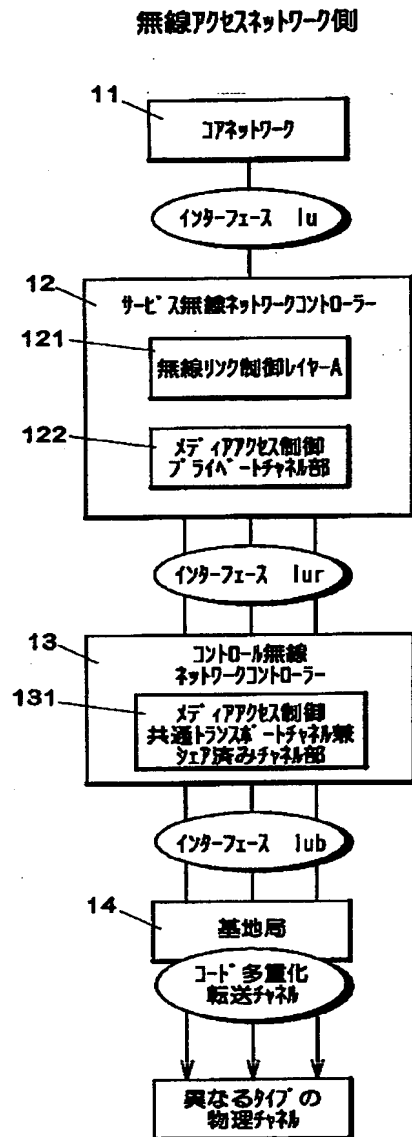 無線アクセスネットワーク側
11
コアネットワーク
インターフェース Iu
12
サービス無線ネットワークコントローラー
121
無線リンク制御レイヤーA
122
メディアアクセス制御
プライベートチャネル部
インターフェース Iur
13
コントロール無線
ネットワークコントローラー
131
メディアアクセス制御
共通トランスポートチャネル兼
シェア済みチャネル部
インターフェース Iub
14
基地局
コード多重化
転送チャネル
異なるタイプの
物理チャネル